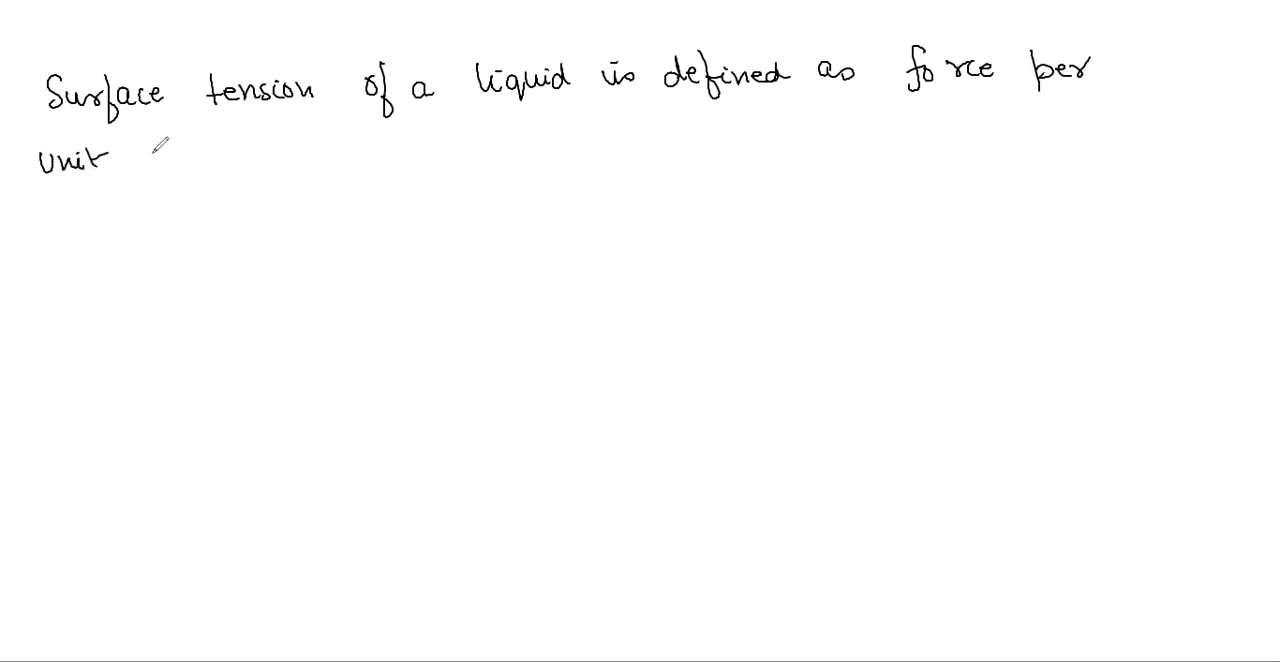 Surface tension of a liquid is defined as force per
unit